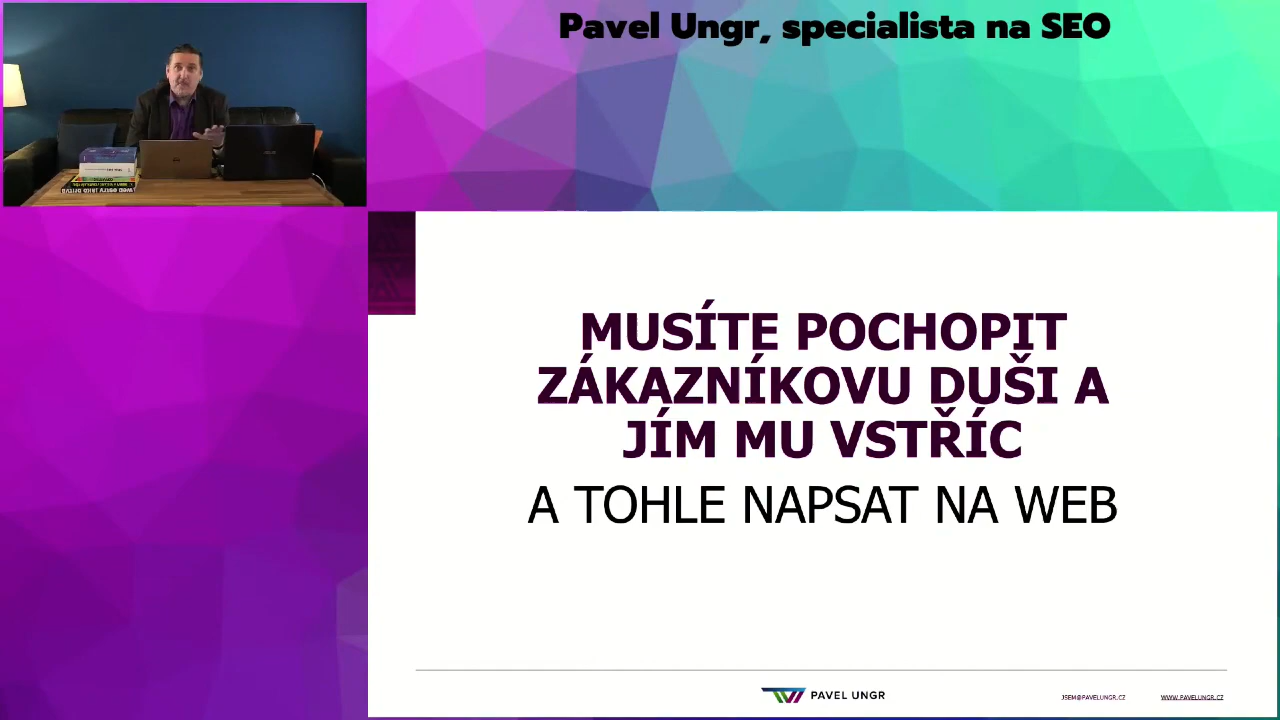 Pavel Ungr, specialista na SEO
MUSÍTE POCHOPIT
ZÁKAZNÍKOVU DUŠI A
JÍM MU VSTŘÍC
A TOHLE NAPSAT NA WEB
PAVEL UNGR
JSEM@PAVELUNGR.CZ
WWW.PAVELUNGR.CZ